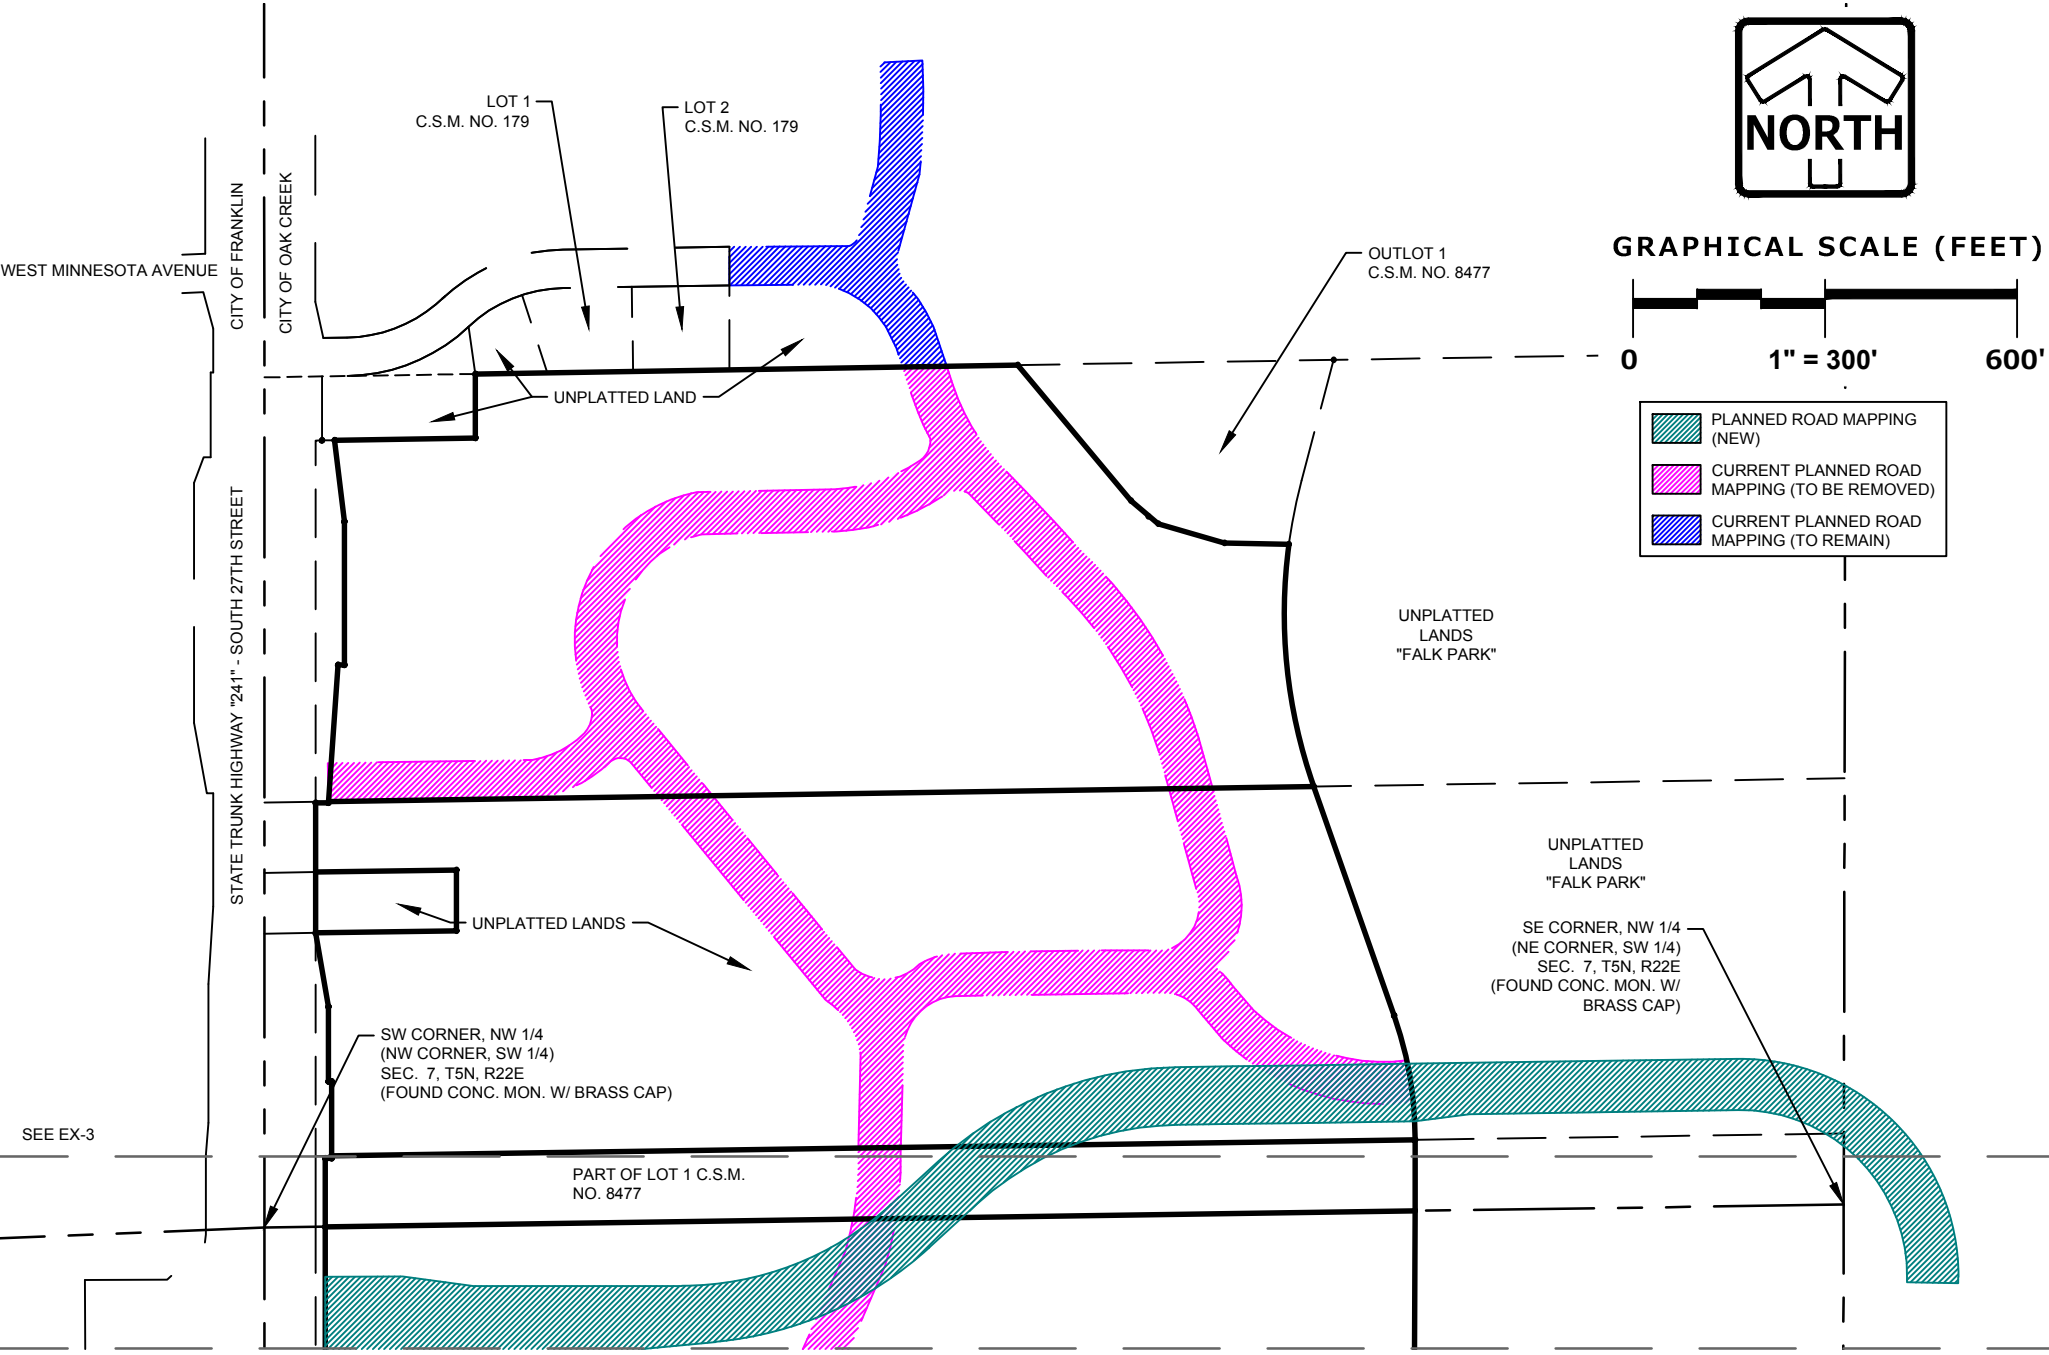 LOT 1
C.S.M. NO. 179
LOT 2
C.S.M. NO. 179
NORTH
GRAPHICAL SCALE (FEET)
0
1" = 300'
600'
CITY OF FRANKLIN
CITY OF OAK CREEK
WEST MINNESOTA AVENUE
OUTLOT 1
C.S.M. NO. 8477
UNPLATTED LAND
PLANNED ROAD MAPPING
(NEW)
CURRENT PLANNED ROAD
MAPPING (TO BE REMOVED)
CURRENT PLANNED ROAD
MAPPING (TO REMAIN)
STATE TRUNK HIGHWAY "241" - SOUTH 27TH STREET
UNPLATTED
LANDS
"FALK PARK"
UNPLATTED
LANDS
"FALK PARK"
UNPLATTED LANDS
SE CORNER, NW 1/4
(NE CORNER, SW 1/4)
SEC. 7, T5N, R22E
(FOUND CONC. MON. W/
BRASS CAP)
SW CORNER, NW 1/4
(NW CORNER, SW 1/4)
SEC. 7, T5N, R22E
(FOUND CONC. MON. W/ BRASS CAP)
SEE EX-3
PART OF LOT 1 C.S.M.
NO. 8477